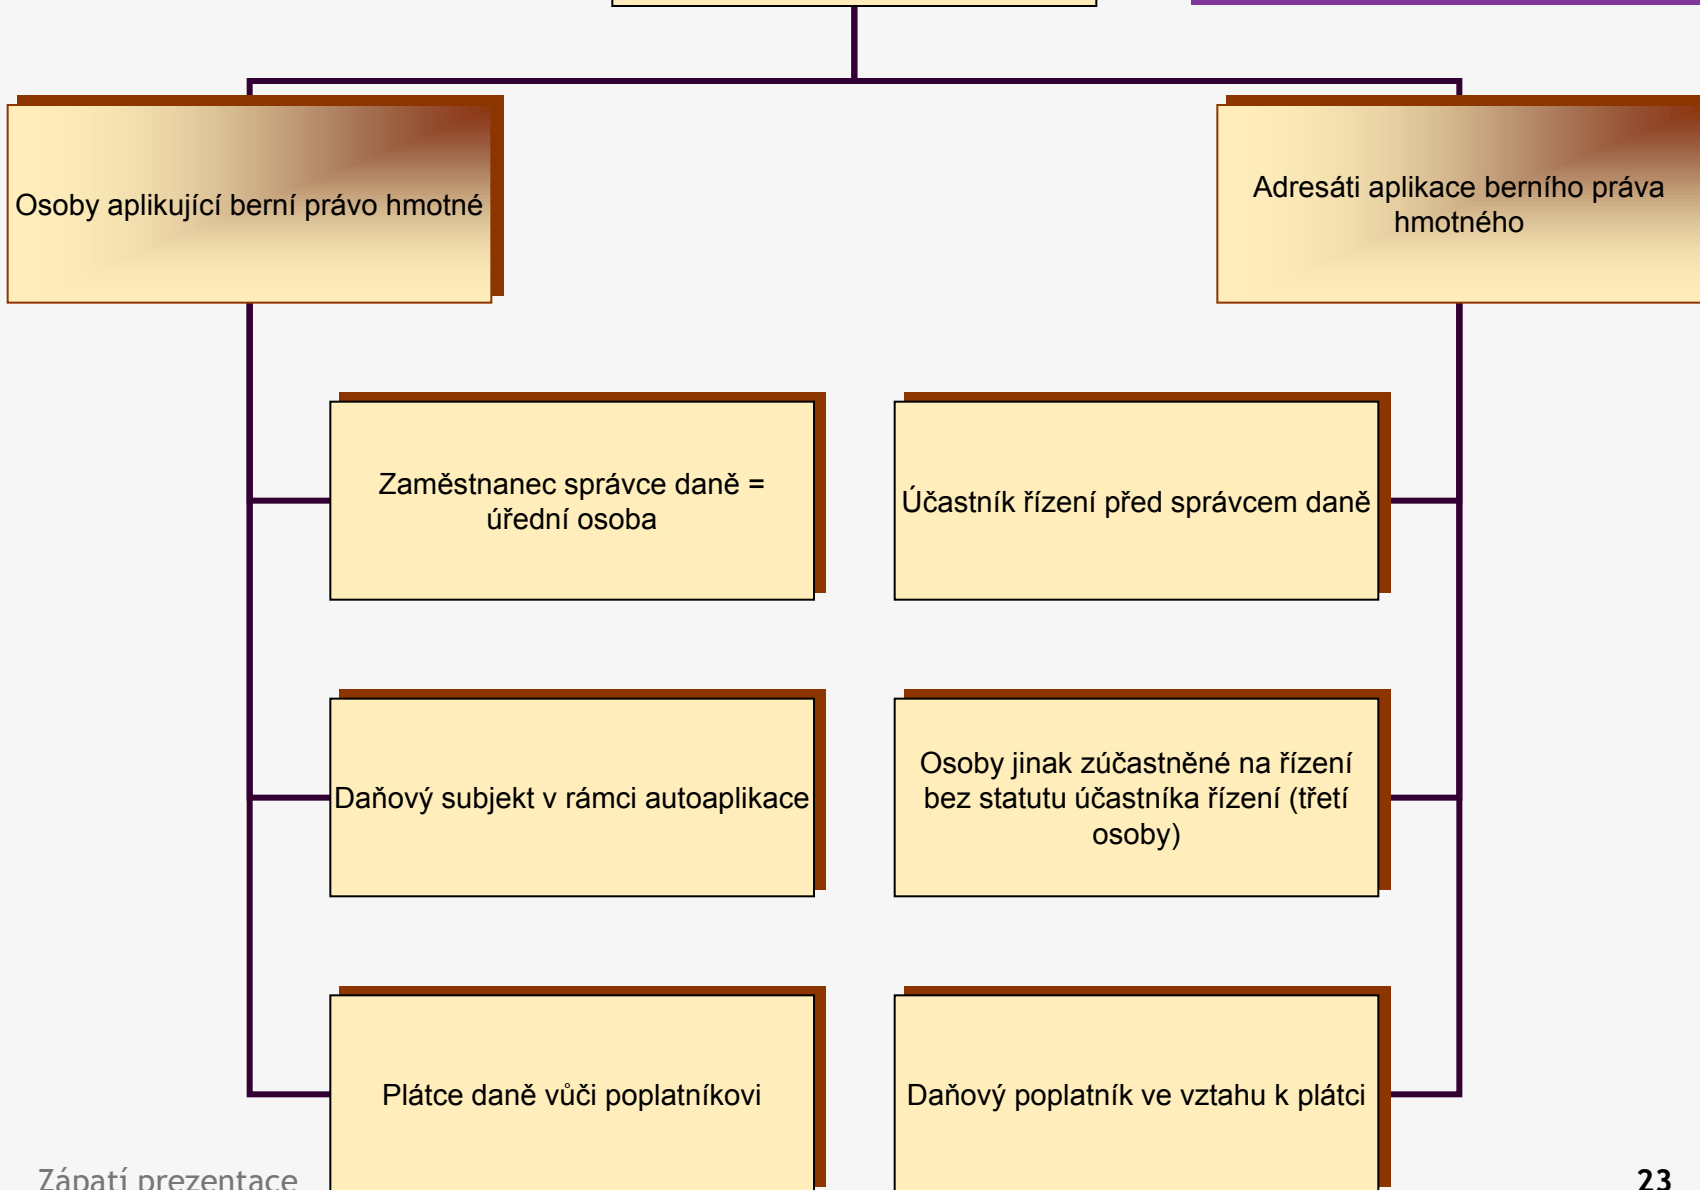 Osoby aplikující berní právo hmotné
Adresáti aplikace berního práva
hmotného
Zaměstnanec správce daně =
úřední osoba
Účastník řízení před správcem daně
Daňový subjekt v rámci autoaplikace
Osoby jinak zúčastněné na řízení
bez statutu účastníka řízení (třetí
osoby)
Plátce daně vůči poplatníkovi
Daňový poplatník ve vztahu k plátci
Zápatí prezentace
23